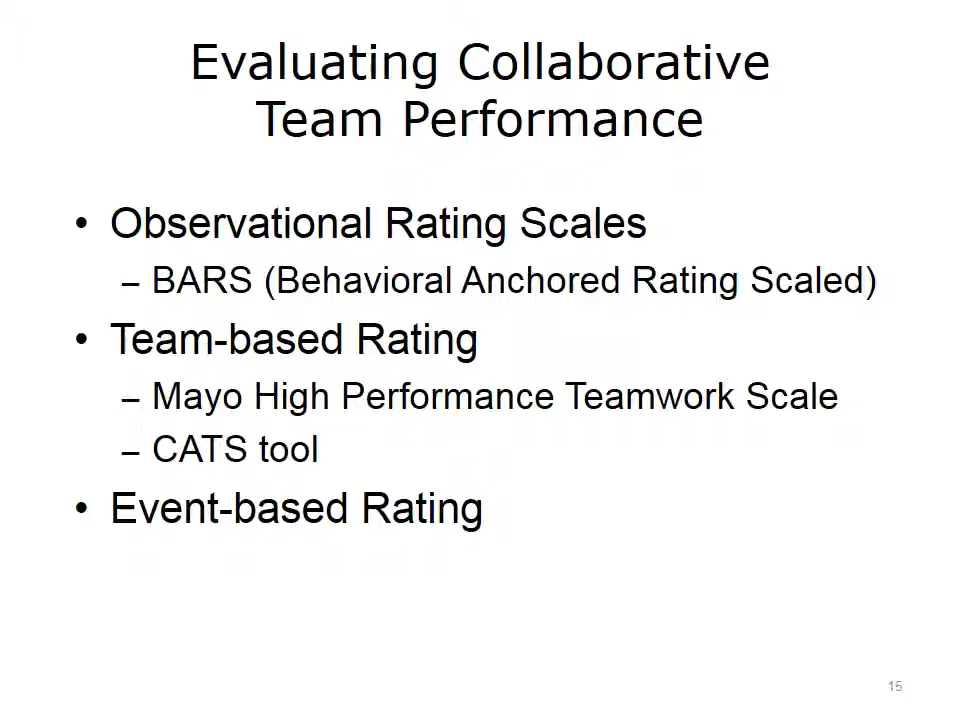 Evaluating Collaborative
Team Performance
• Observational Rating Scales
– BARS (Behavioral Anchored Rating Scaled)
• Team-based Rating
– Mayo High Performance Teamwork Scale
– CATS tool
• Event-based Rating
15